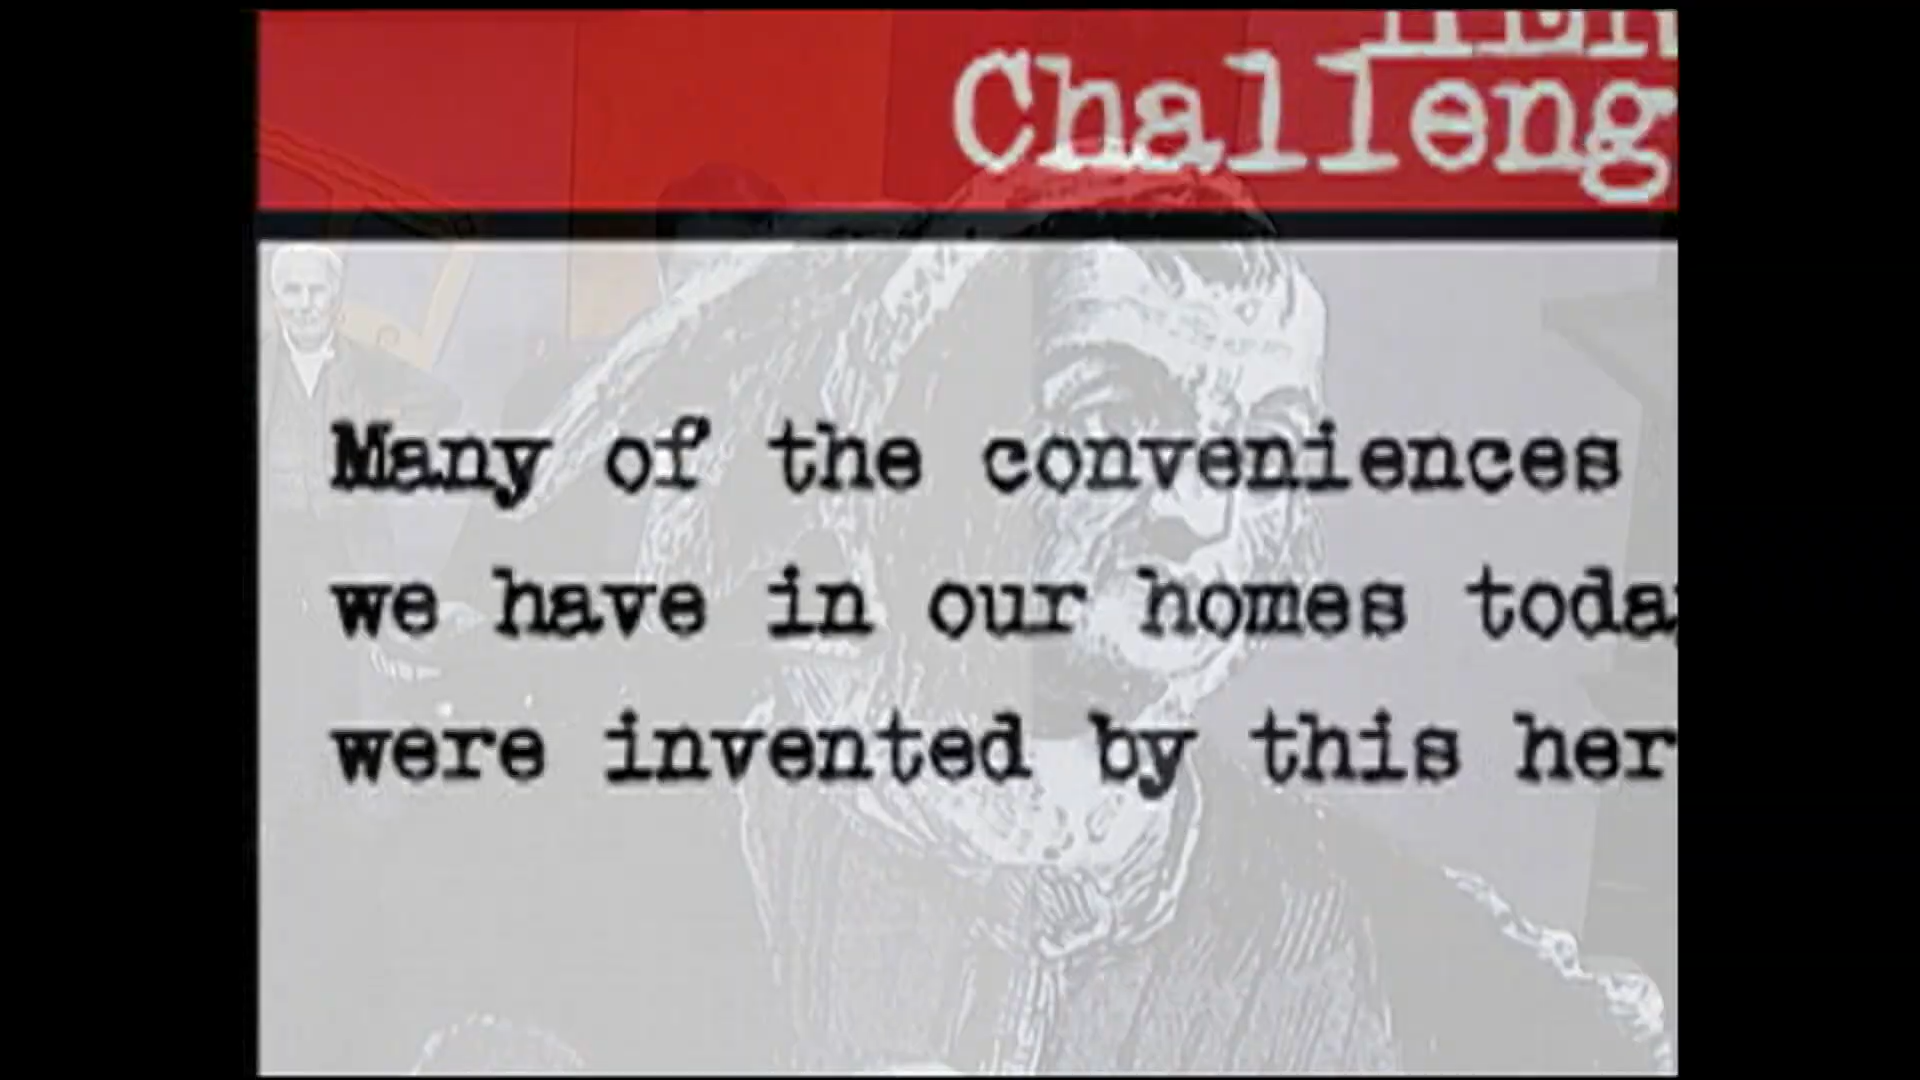 Challeng
Many of the conveniences
we have in our homes toda
were invented by this her